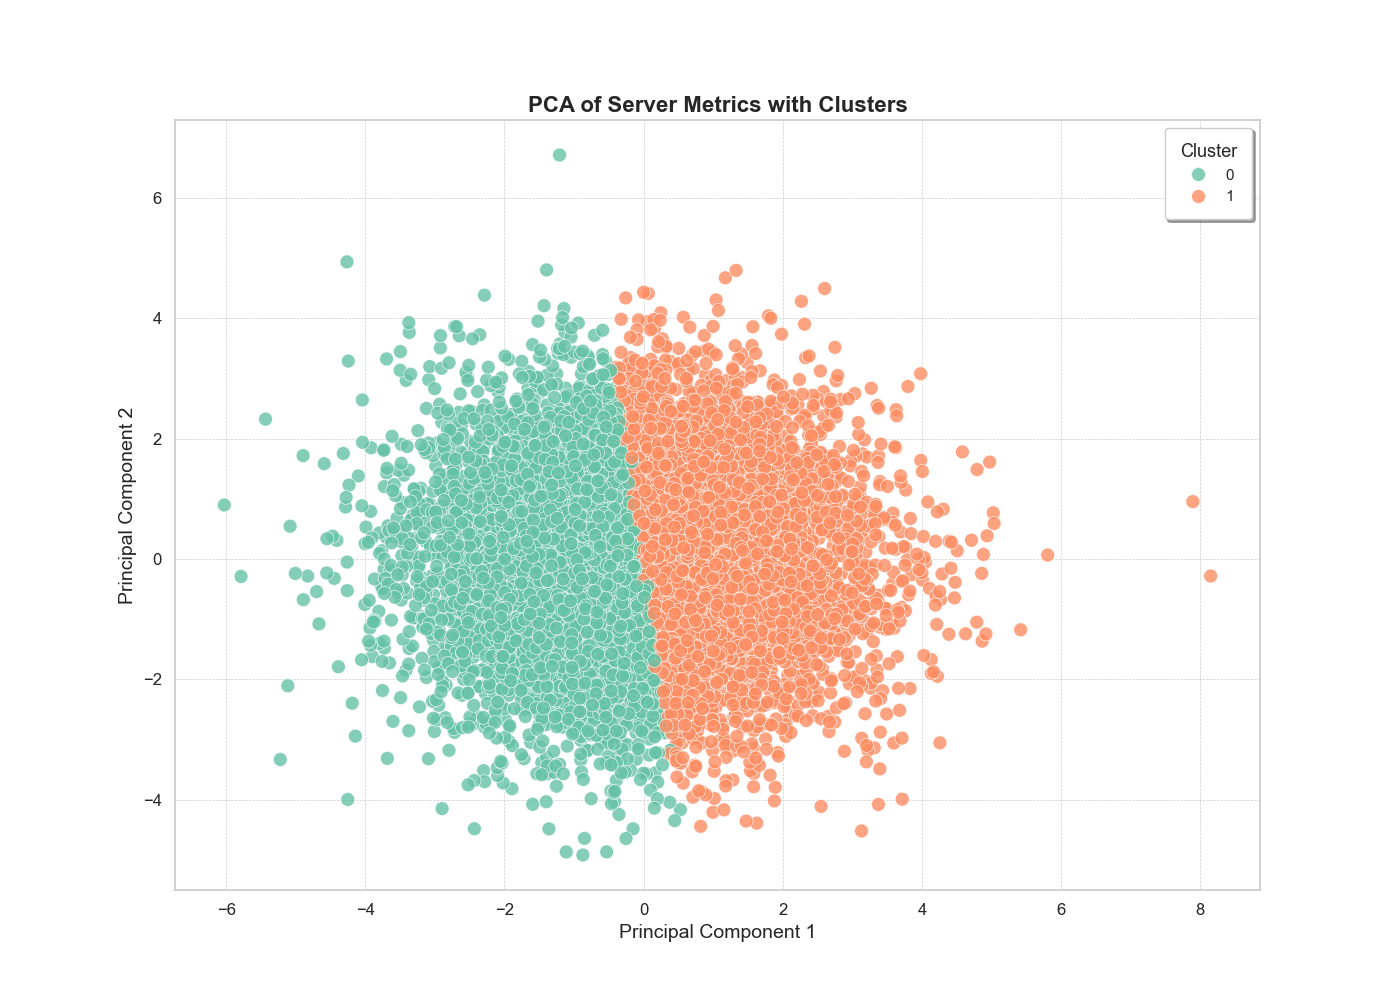 PCA of Server Metrics with Clusters
Cluster
0
1
6
4
2
0
−2
−4
Principal Component 2
−6 −4 −2 0 2 4 6 8
Principal Component 1